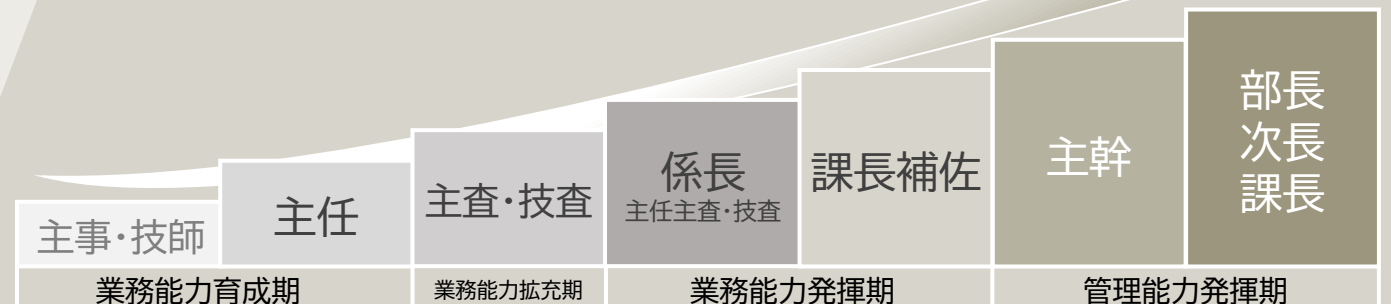 主事・技師
主任
主査・技査
係長
主任主査・技査
課長補佐
主幹
部長
次長
課長
業務能力育成期
業務能力拡充期
業務能力発揮期
管理能力発揮期